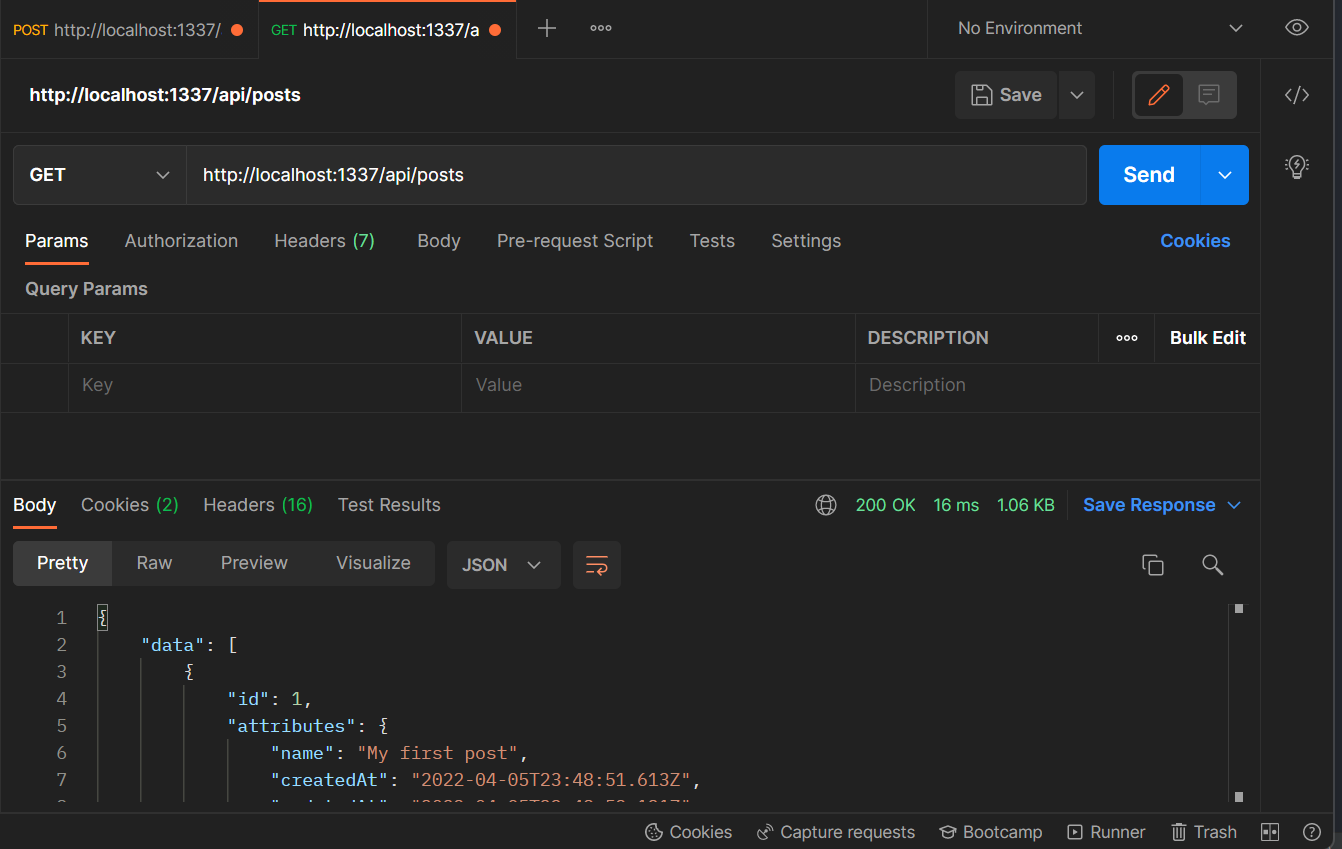 POST http://localhost:1337/ GET http://localhost:1337/a No Environment
http://localhost:1337/api/posts Save
GET http://localhost:1337/api/posts Send
Params Authorization Headers (7) Body Pre-request Script Tests Settings Cookies
Query Params
KEY VALUE DESCRIPTION Bulk Edit
Key Value Description
Body Cookies (2) Headers (16) Test Results 200 OK 16 ms 1.06 KB Save Response
Pretty Raw Preview Visualize JSON
1 {
2 "data": [
3 {
4 "id": 1,
5 "attributes": {
6 "name": "My first post",
7 "createdAt": "2022-04-05T23:48:51.613Z",
Cookies Capture requests Bootcamp Runner Trash